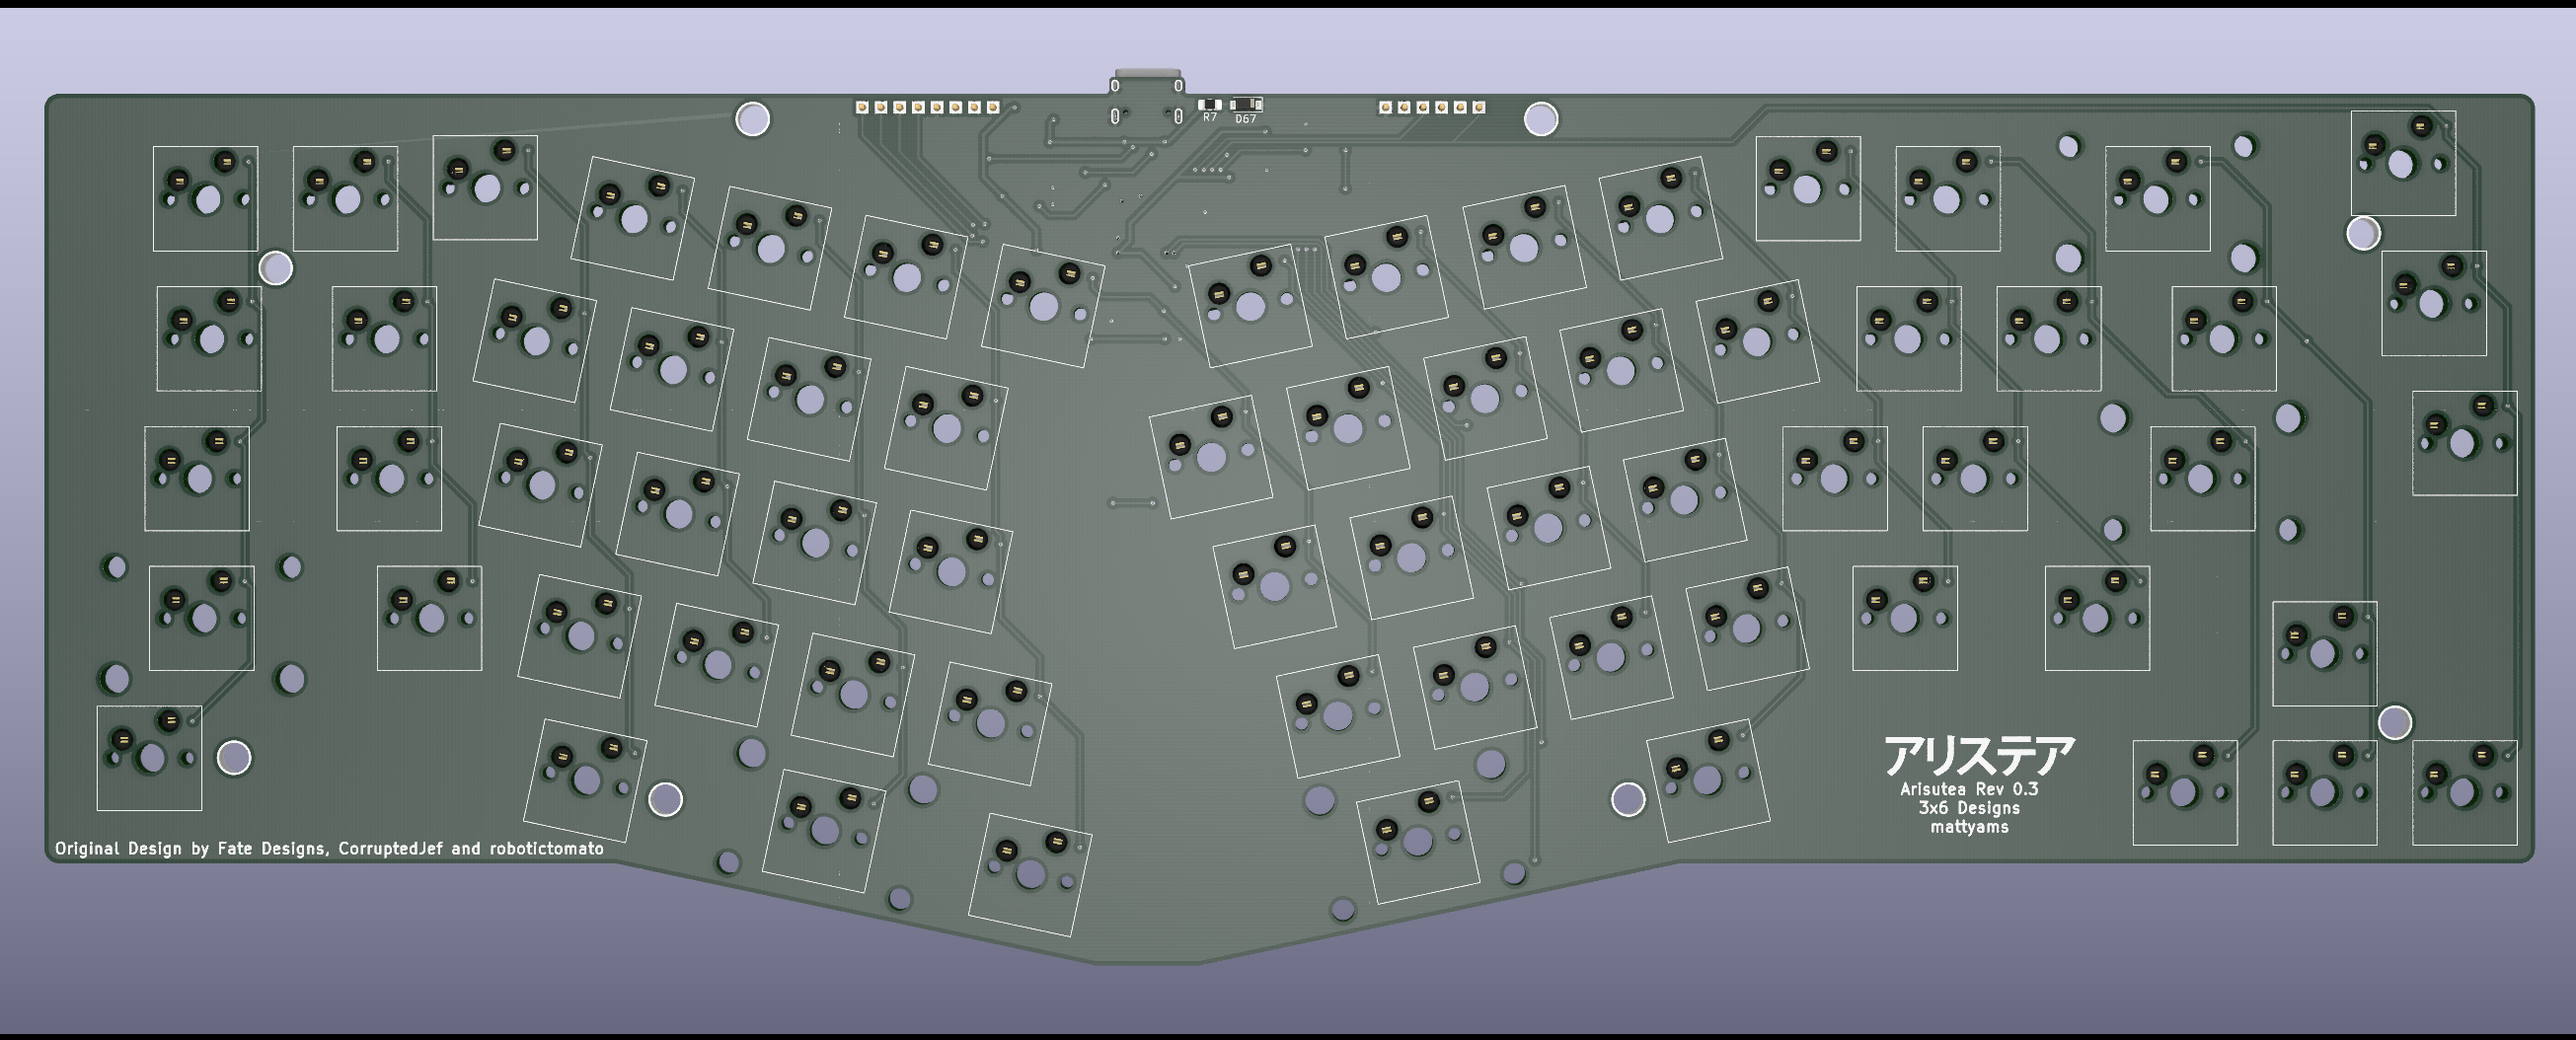 R7
D67
アリステア
Arisutea Rev 0.3
3x6 Designs
mattyams
Original Design by Fate Designs, CorruptedJef and robotictomato